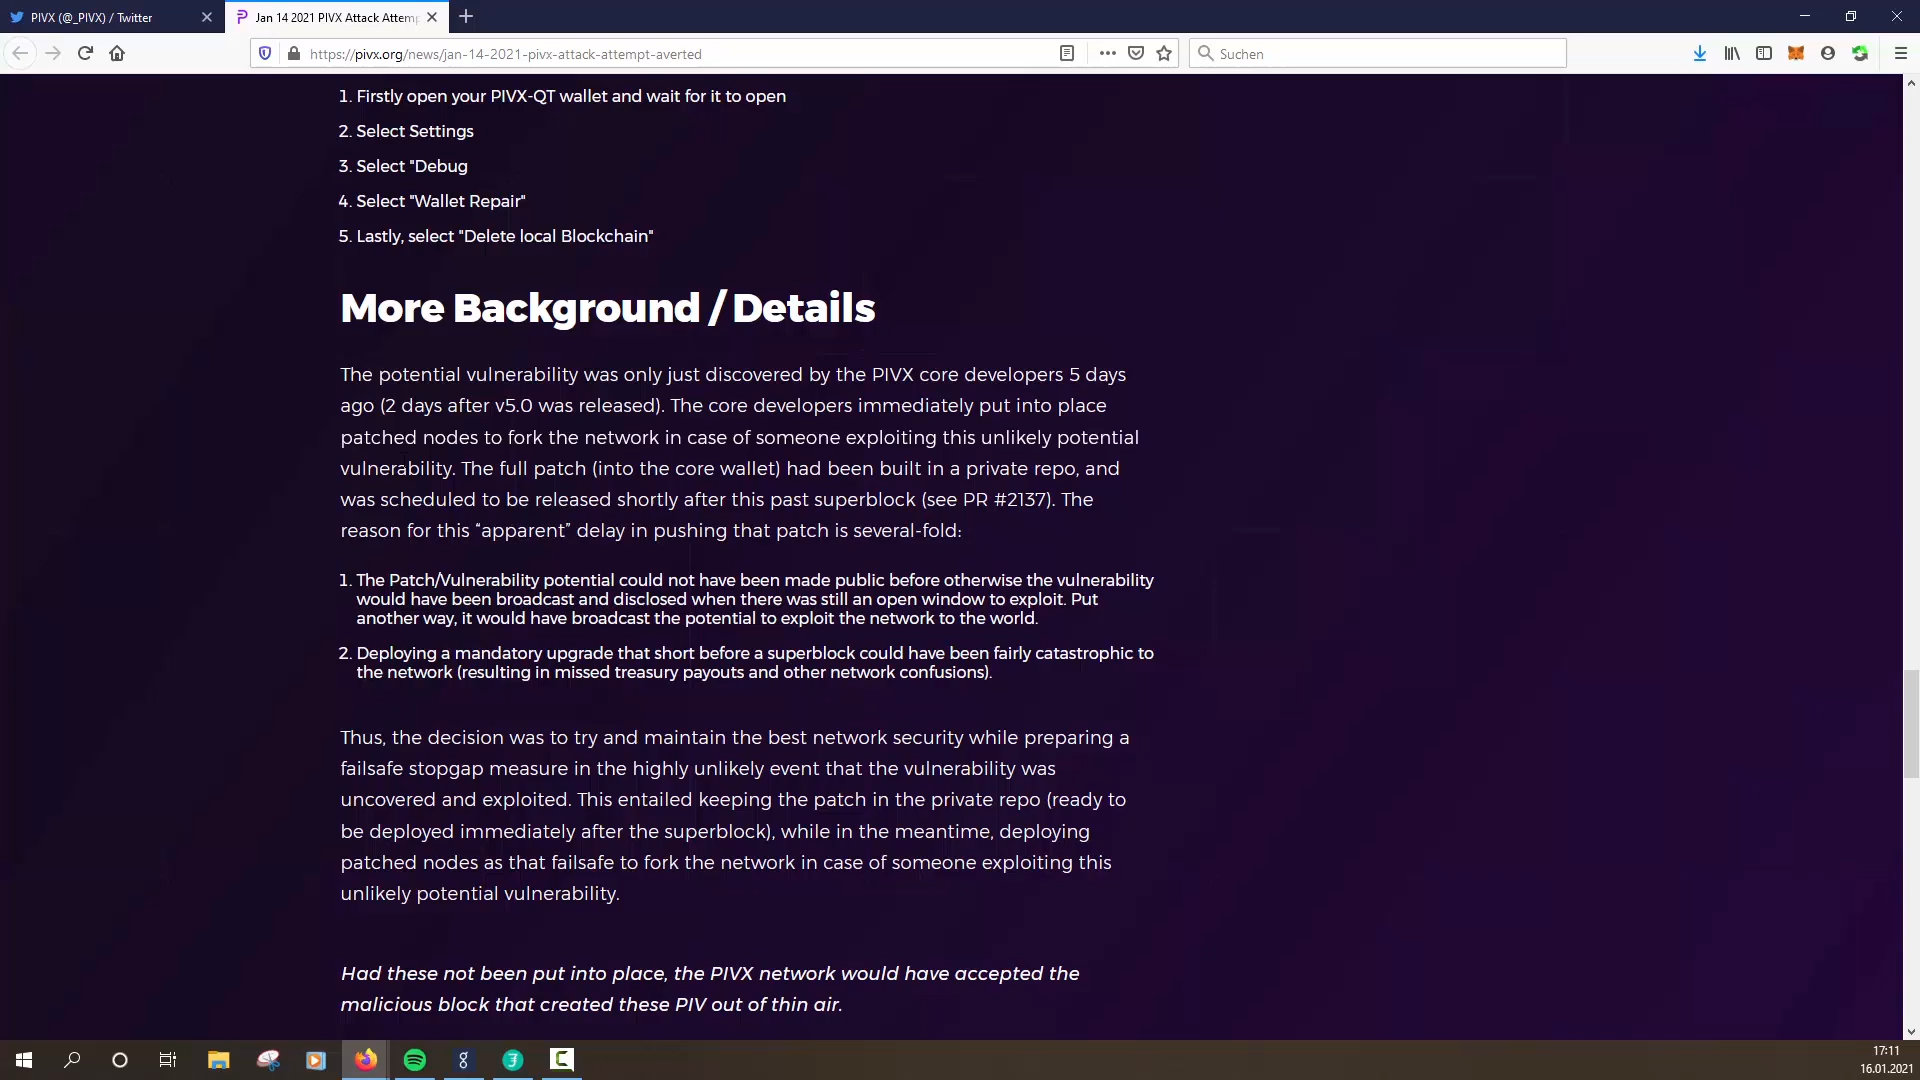 PIVX (@_PIVX) / Twitter
Jan 14 2021 PIVX Attack Attemp
https://pivx.org/news/jan-14-2021-pivx-attack-attempt-averted
Suchen
1. Firstly open your PIVX-QT wallet and wait for it to open
2. Select Settings
3. Select "Debug
4. Select "Wallet Repair"
5. Lastly, select "Delete local Blockchain"
More Background / Details
The potential vulnerability was only just discovered by the PIVX core developers 5 days
ago (2 days after v5.0 was released). The core developers immediately put into place
patched nodes to fork the network in case of someone exploiting this unlikely potential
vulnerability. The full patch (into the core wallet) had been built in a private repo, and
was scheduled to be released shortly after this past superblock (see PR #2137). The
reason for this “apparent” delay in pushing that patch is several-fold:
1. The Patch/Vulnerability potential could not have been made public before otherwise the vulnerability
would have been broadcast and disclosed when there was still an open window to exploit. Put
another way, it would have broadcast the potential to exploit the network to the world.
2. Deploying a mandatory upgrade that short before a superblock could have been fairly catastrophic to
the network (resulting in missed treasury payouts and other network confusions).
Thus, the decision was to try and maintain the best network security while preparing a
failsafe stopgap measure in the highly unlikely event that the vulnerability was
uncovered and exploited. This entailed keeping the patch in the private repo (ready to
be deployed immediately after the superblock), while in the meantime, deploying
patched nodes as that failsafe to fork the network in case of someone exploiting this
unlikely potential vulnerability.
Had these not been put into place, the PIVX network would have accepted the
malicious block that created these PIV out of thin air.
17:11
16.01.2021